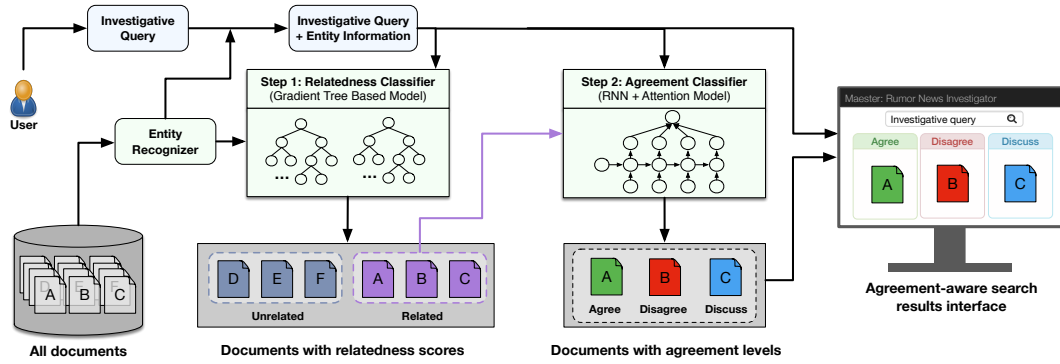 Investigative
Query
Investigative Query
+ Entity Information
User
Entity
Recognizer
Step 1: Relatedness Classifier
(Gradient Tree Based Model)
...
...
Step 2: Agreement Classifier
(RNN + Attention Model)
Maester: Rumor News Investigator
Investigative query
Agree
Disagree
Discuss
A
B
C
D
E
F
A
B
C
All documents
D
E
F
Unrelated
A
B
C
Related
Documents with relatedness scores
A
B
C
Agree
Disagree
Discuss
Documents with agreement levels
Agreement-aware search
results interface